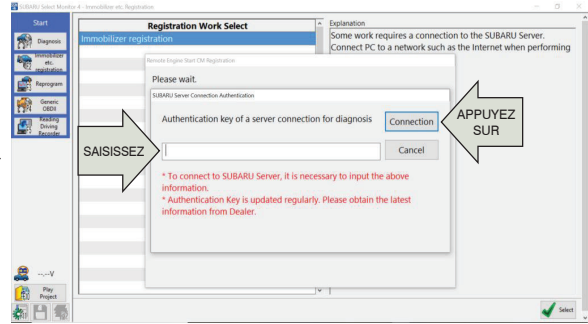 SUBARU Select Monitor 4 - Immobilize etc. Registration
Start
Diagnosis
Immobilizer
etc.
registration
Reprogram
Generic
OBDII
Reading
Driving
Recorder
--.--V
Play
Project
Registration Work Select
Immobilizer registration
Explanation
Some work requires a connection to the SUBARU Server.
Connect PC to a network such as the Internet when performing
Remote Engine Start CM Registration
Please wait.
SUBARU Server Connection Authentication
Authentication key of a server connection for diagnosis
Connection
Cancel
* To connect to SUBARU Server, it is necessary to input the above
information.
* Authentication Key is updated regularly. Please obtain the latest
information from Dealer.
SAISISSEZ
APPUYEZ
SUR
Select